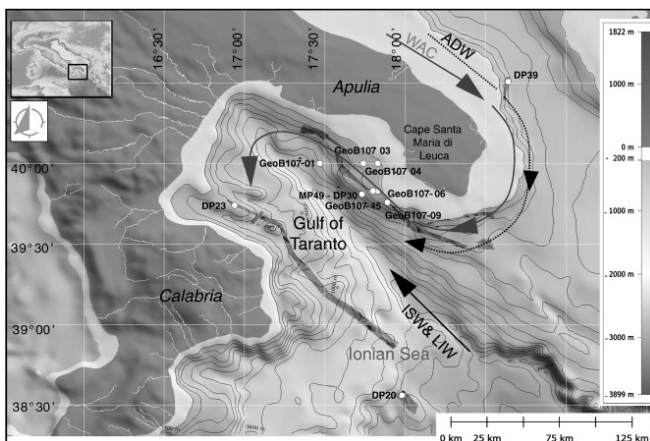 16°30'
17°00'
17°30'
18°00'
40°00'
39°30'
39°00'
38°30'
WAC
ADW
DP39
Apulia
Cape Santa
Maria di
Leuca
GeoB107 03
GeoB107-01
GeoB107 04
MP49 - DP30
GeoB107- 06
GeoB107-45
GeoB107-09
DP23
Gulf of
Taranto
Calabria
ISW& LIW
Ionian Sea
DP20
1822 m
1000 m
0 m
- 200 m
.1000 m
.2000 m
.3000 m
.3899 m
0 km
25 km
75 km
125 km